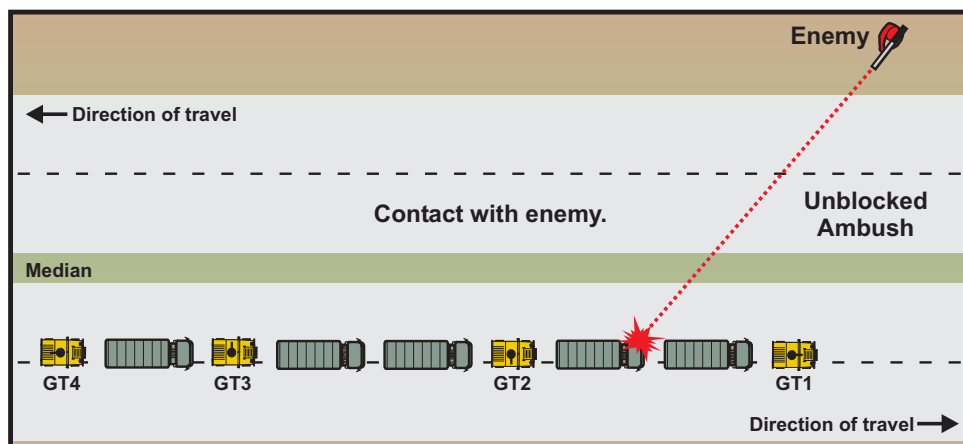 Enemy
Direction of travel
Contact with enemy.
Unblocked
Ambush
Median
GT4
GT3
GT2
GT1
Direction of travel